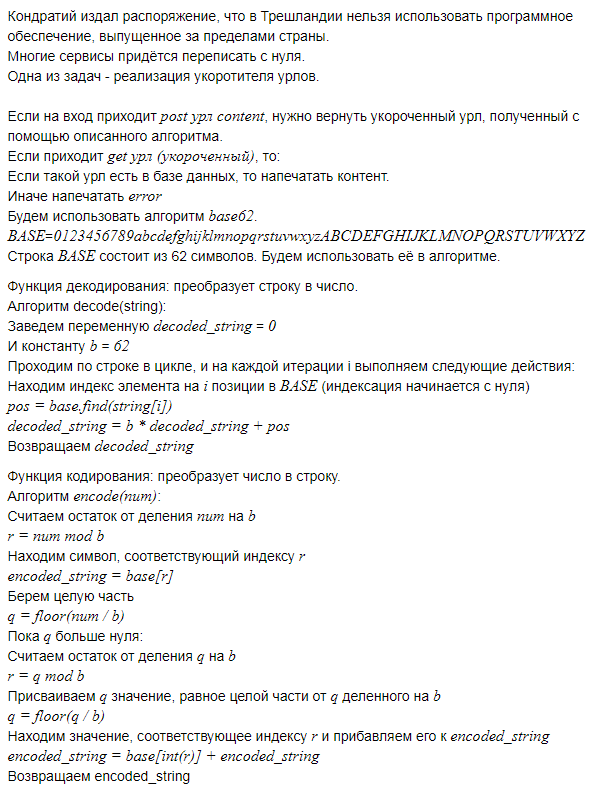 Кондратий издал распоряжение, что в Трешландии нельзя использовать программное
обеспечение, выпущенное за пределами страны.
Многие сервисы придётся переписать с нуля.
Одна из задач - реализация укоротителя урлов.
Если на вход приходит post урл content, нужно вернуть укороченный урл, полученный с
помощью описанного алгоритма.
Если приходит get урл (укороченный), то:
Если такой урл есть в базе данных, то напечатать контент.
Иначе напечатать error
Будем использовать алгоритм base62.
BASE=0123456789abcdefghijklmnopqrstuvwxyzABCDEFGHIJKLMNOPQRSTUVWXYZ
Строка BASE состоит из 62 символов. Будем использовать её в алгоритме.
Функция декодирования: преобразует строку в число.
Алгоритм decode(string):
Заведем переменную decoded_string = 0
И константу b = 62
Проходим по строке в цикле, и на каждой итерации i выполняем следующие действия:
Находим индекс элемента на i позиции в BASE (индексация начинается с нуля)
pos = base.find(string[i])
decoded_string = b * decoded_string + pos
Возвращаем decoded_string
Функция кодирования: преобразует число в строку.
Алгоритм encode(num):
Считаем остаток от деления num на b
r = num mod b
Находим символ, соответствующий индексу r
encoded_string = base[r]
Берем целую часть
q = floor(num / b)
Пока q больше нуля:
Считаем остаток от деления q на b
r = q mod b
Присваиваем q значение, равное целой части от q деленного на b
q = floor(q / b)
Находим значение, соответствующее индексу r и прибавляем его к encoded_string
encoded_string = base[int(r)] + encoded_string
Возвращаем encoded_string